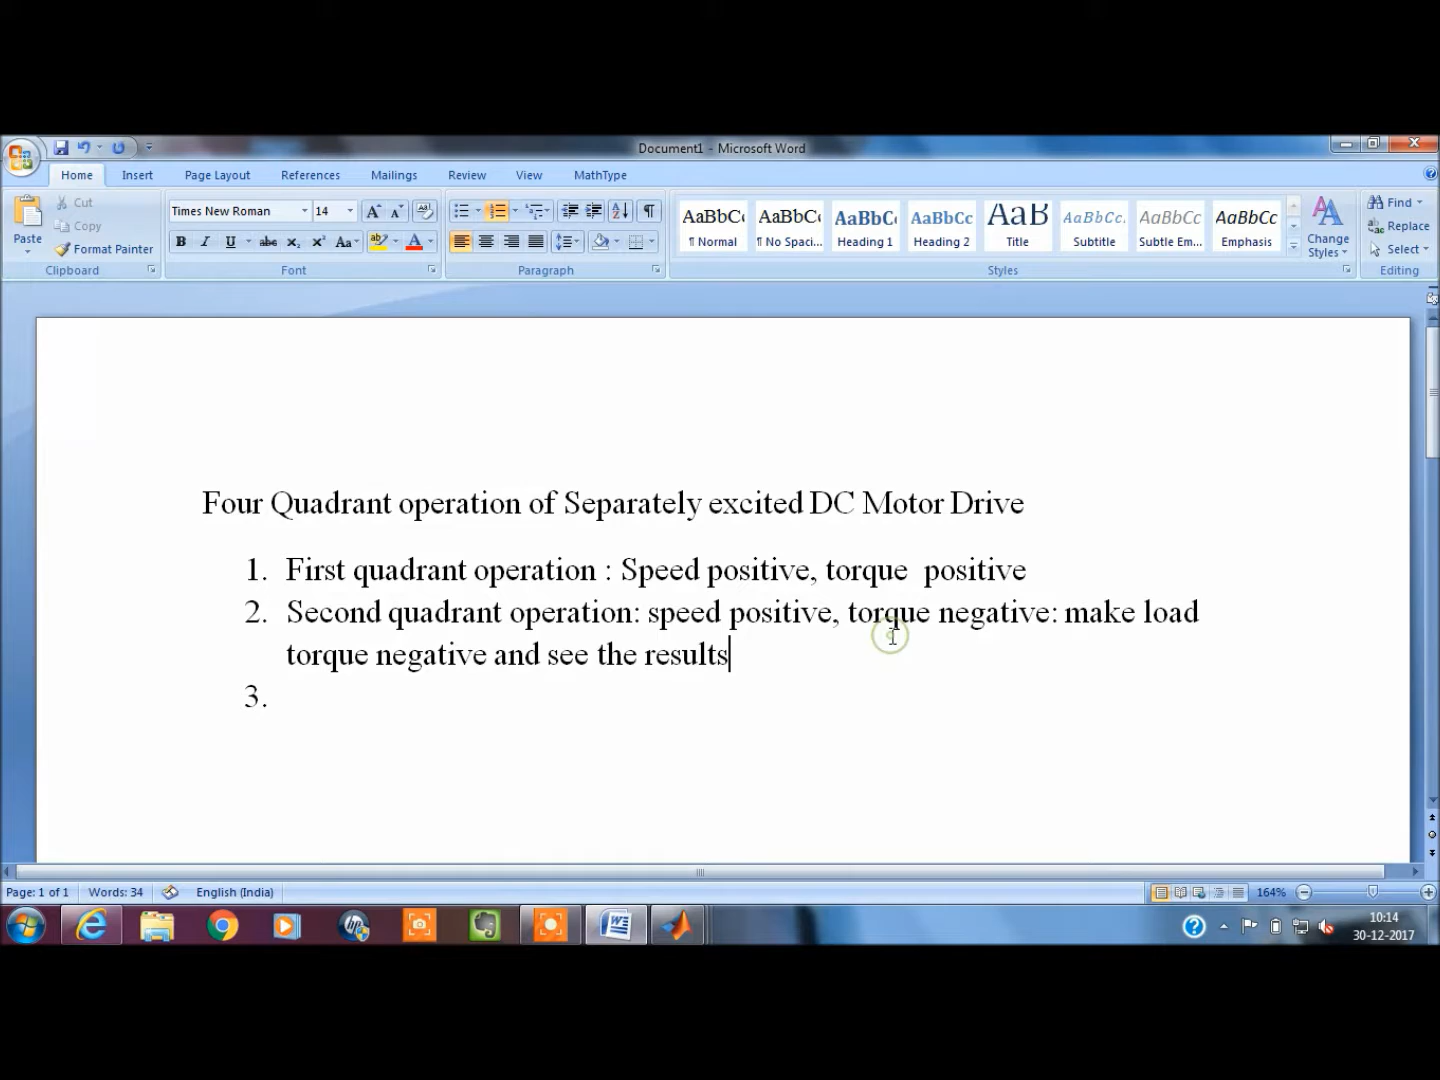 Document1 - Microsoft Word
Home Insert Page Layout References Mailings Review View MathType
Cut
Copy
Format Painter
Paste
Clipboard
Times New Roman 14
Font
Paragraph
AaBbCc AaBbCc AaBbCc AaBbCc AaB AaBbCc. AaBbCc AaBbCc
¶ Normal ¶ No Spaci... Heading 1 Heading 2 Title Subtitle Subtle Em... Emphasis
Change Styles
Styles
Find
Replace
Select
Editing
Four Quadrant operation of Separately excited DC Motor Drive
1. First quadrant operation : Speed positive, torque  positive
2. Second quadrant operation: speed positive, torque negative: make load
torque negative and see the results
3.
Page: 1 of 1 Words: 34 English (India) 164%
10:14
30-12-2017